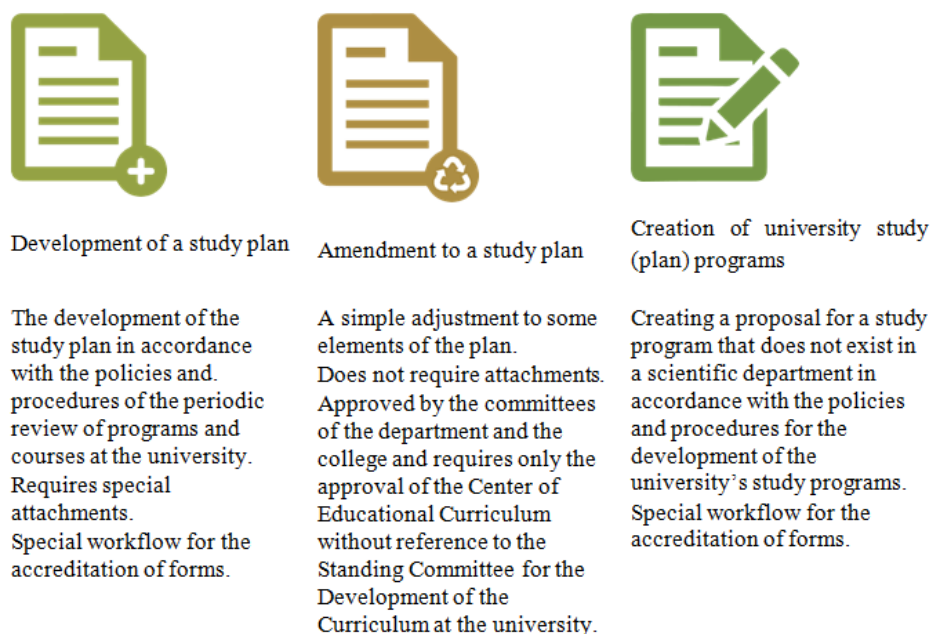 Development of a study plan
The development of the
study plan in accordance
with the policies and.
procedures of the periodic
review of programs and
courses at the university.
Requires special
attachments.
Special workflow for the
accreditation of forms.
Amendment to a study plan
A simple adjustment to some
elements of the plan.
Does not require attachments.
Approved by the committees
of the department and the
college and requires only the
approval of the Center of
Educational Curriculum
without reference to the
Standing Committee for the
Development of the
Curriculum at the university.
Creation of university study
(plan) programs
Creating a proposal for a study
program that does not exist in
a scientific department in
accordance with the policies
and procedures for the
development of the
university's study programs.
Special workflow for the
accreditation of forms.